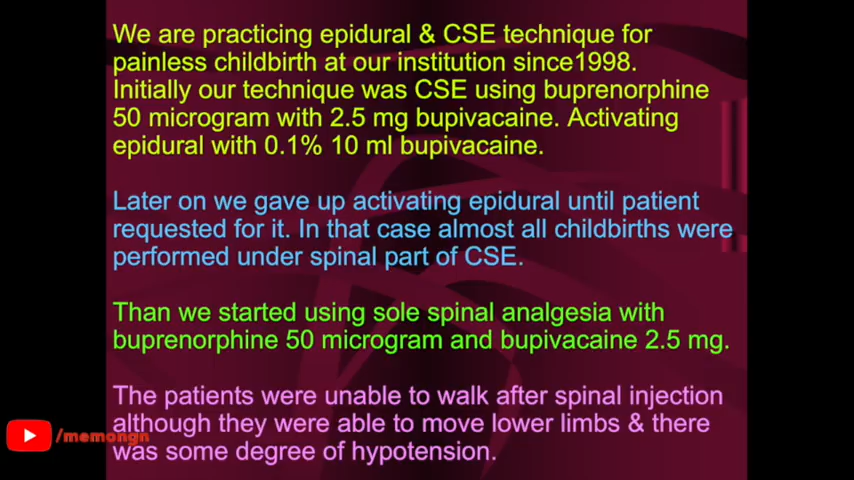 We are practicing epidural & CSE technique for
painless childbirth at our institution since1998.
Initially our technique was CSE using buprenorphine
50 microgram with 2.5 mg bupivacaine. Activating
epidural with 0.1% 10 ml bupivacaine.
Later on we gave up activating epidural until patient
requested for it. In that case almost all childbirths were
performed under spinal part of CSE.
Than we started using sole spinal analgesia with
buprenorphine 50 microgram and bupivacaine 2.5 mg.
The patients were unable to walk after spinal injection
although they were able to move lower limbs & there
was some degree of hypotension.
/memongn